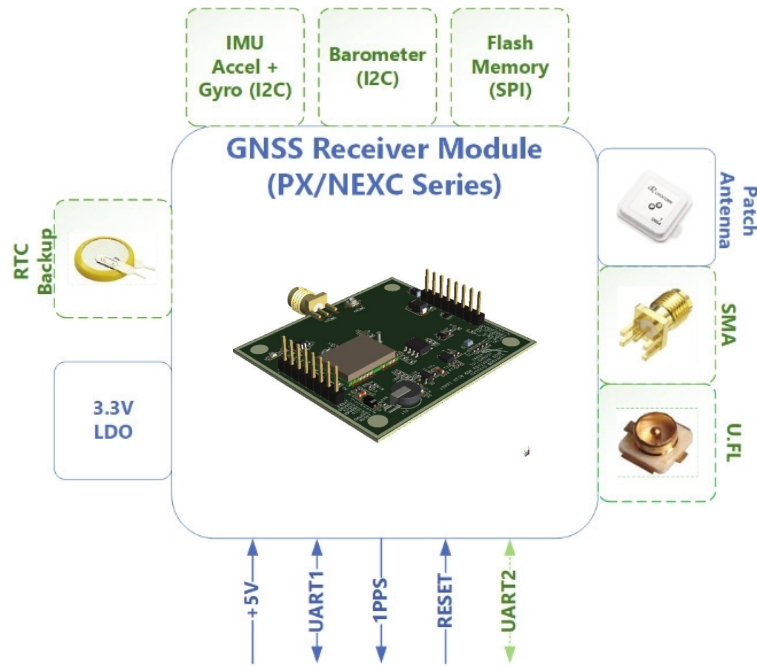 IMU
Accel +
Gyro (I2C)
Barometer
(I2C)
Flash
Memory
(SPI)
GNSS Receiver Module
(PX/NEXC Series)
Patch
Antenna
RTC
Backup
SMA
3.3V
LDO
U.FL
+5V
UART1
1PPS
RESET
UART2